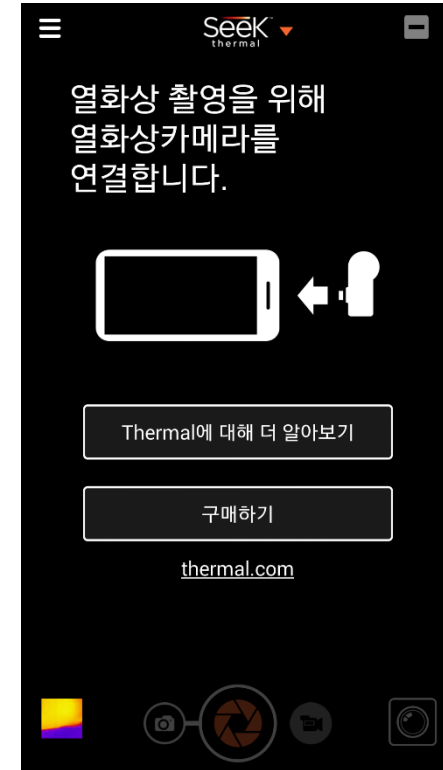 Seek
thermal
열화상 촬영을 위해
열화상카메라를
연결합니다.
Thermal에 대해 더 알아보기
구매하기
thermal.com